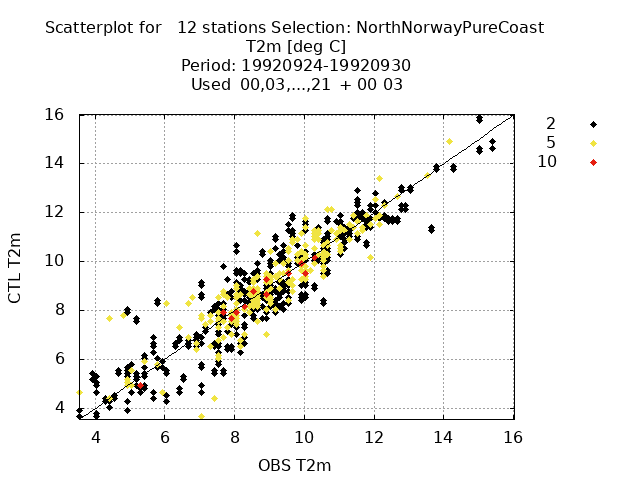 Scatterplot for   12 stations Selection: NorthNorwayPureCoast
T2m [deg C]
Period: 19920924-19920930
Used  00,03,...,21  + 00 03
16
14
12
10
8
6
4
CTL T2m
4 6 8 10 12 14 16
OBS T2m
2
5
10